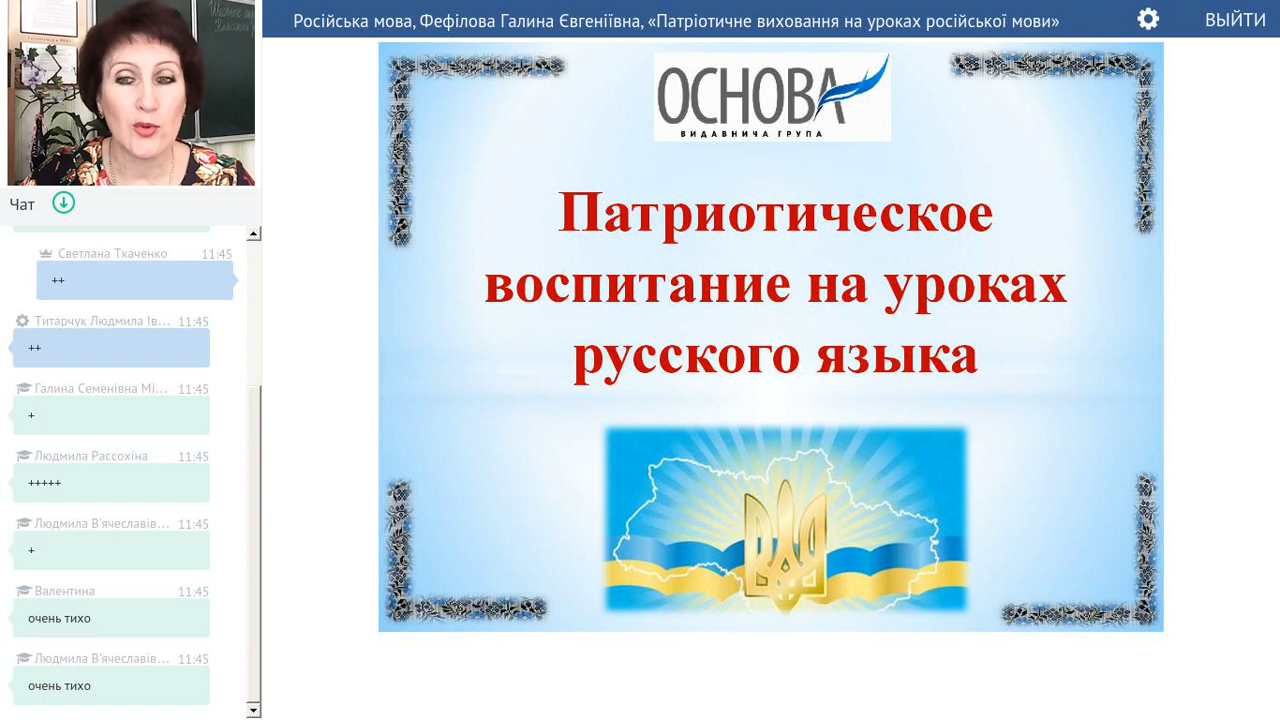 Російська мова, Фефілова Галина Євгеніївна, «Патріотичне виховання на уроках російської мови»
ВЫЙТИ
ОСНОВА
ВИДАВНИЧА ГРУПА
Патриотическое
воспитание на уроках
русского языка
Чат
Светлана Ткаченко 11:45
++
Титарчук Людмила Ів... 11:45
++
Галина Семенівна Мі... 11:45
+
Людмила Рассохіна 11:45
+++++
Людмила В'ячеславів... 11:45
+
Валентина 11:45
очень тихо
Людмила В'ячеславів... 11:45
очень тихо